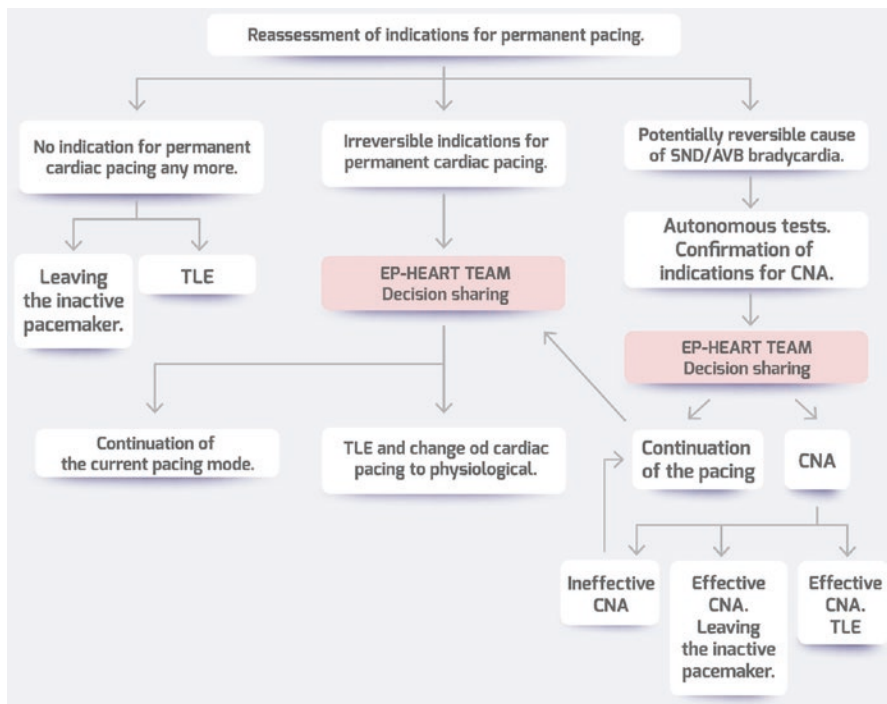 Reassessment of indications for permanent pacing.
No indication for permanent
cardiac pacing any more.
Irreversible indications for
permanent cardiac pacing.
Potentially reversible cause
of SND/AVB bradycardia.
Leaving
the inactive
pacemaker.
TLE
EP-HEART TEAM
Decision sharing
Autonomous tests.
Confirmation of
indications for CNA.
EP-HEART TEAM
Decision sharing
Continuation of
the current pacing mode.
TLE and change od cardiac
pacing to physiological.
Continuation
of the pacing
CNA
Ineffective
CNA
Effective
CNA.
Leaving
the inactive
pacemaker.
Effective
CNA.
TLE